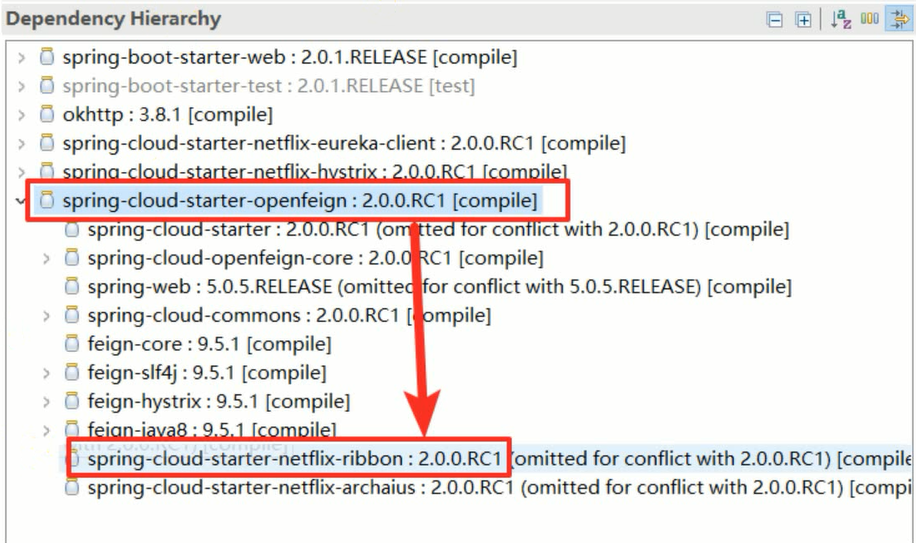 Dependency Hierarchy
spring-boot-starter-web : 2.0.1.RELEASE [compile]
spring-boot-starter-test : 2.0.1.RELEASE [test]
okhttp : 3.8.1 [compile]
spring-cloud-starter-netflix-eureka-client : 2.0.0.RC1 [compile]
spring-cloud-starter-netflix-hystrix : 2.0.0.RC1 [compile]
spring-cloud-starter-openfeign : 2.0.0.RC1 [compile]
spring-cloud-starter : 2.0.0.RC1 (omitted for conflict with 2.0.0.RC1) [compile]
spring-cloud-openfeign-core : 2.0.0.RC1 [compile]
spring-web : 5.0.5.RELEASE (omitted for conflict with 5.0.5.RELEASE) [compile]
spring-cloud-commons : 2.0.0.RC1 [compile]
feign-core : 9.5.1 [compile]
feign-slf4j : 9.5.1 [compile]
feign-hystrix : 9.5.1 [compile]
feign-java8 : 9.5.1 [compile]
spring-cloud-starter-netflix-ribbon : 2.0.0.RC1 (omitted for conflict with 2.0.0.RC1) [compile
spring-cloud-starter-netflix-archaius : 2.0.0.RC1 (omitted for conflict with 2.0.0.RC1) [compi